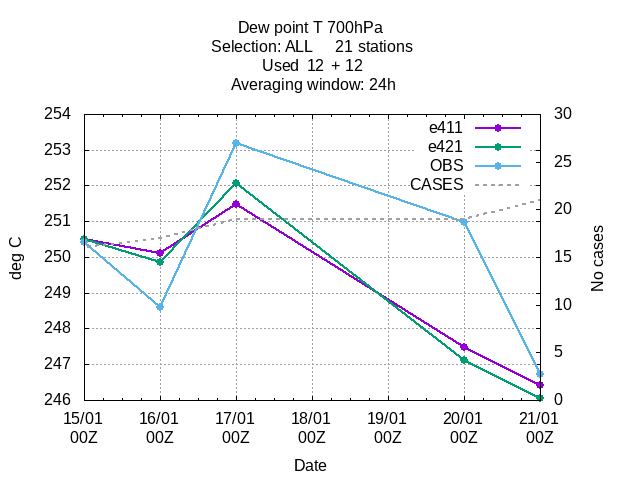 Dew point T 700hPa
Selection: ALL     21 stations
Used  12 + 12
Averaging window: 24h
254
253
252
251
250
249
248
247
246
30
25
20
15
10
5
0
e411
e421
OBS
CASES
deg C
No cases
15/01 16/01 17/01 18/01 19/01 20/01 21/01
00Z 00Z 00Z 00Z 00Z 00Z 00Z
Date